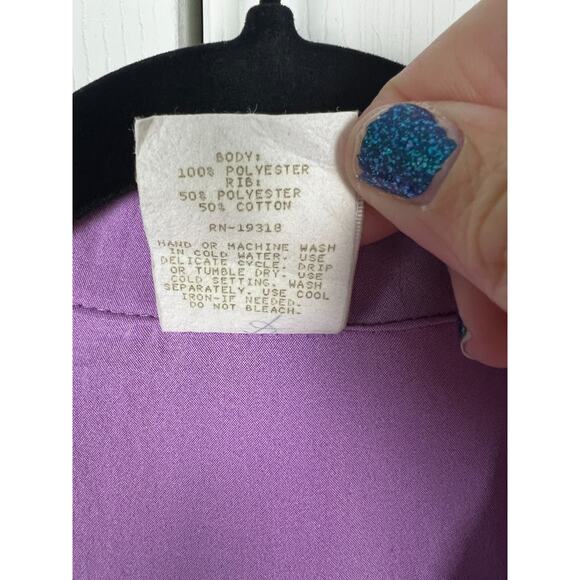 BODY:
100% POLYESTER
RIB:
50% POLYESTER
50% COTTON
RN-19318
HAND OR MACHINE WASH
IN COLD WATER. USE
DELICATE CYCLE. DRIP
OR TUMBLE DRY. USE
COLD SETTING. WASH
SEPARATELY. USE COOL
IRON-IF NEEDED.
DO NOT BLEACH.